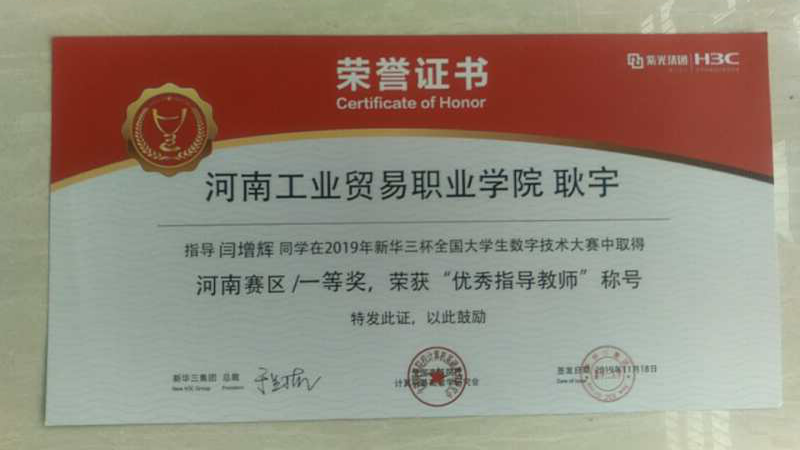 荣誉证书
Certificate of Honor
紫光集团 H3C
河南工业贸易职业学院 耿宇
指导 闫增辉 同学在2019年新华三杯全国大学生数字技术大赛中取得
河南赛区 /一等奖，荣获“优秀指导教师”称号
特发此证，以此鼓励
新华三集团 总裁
New H3C Group President
签发日期 2019年11月18日
Date of Issue